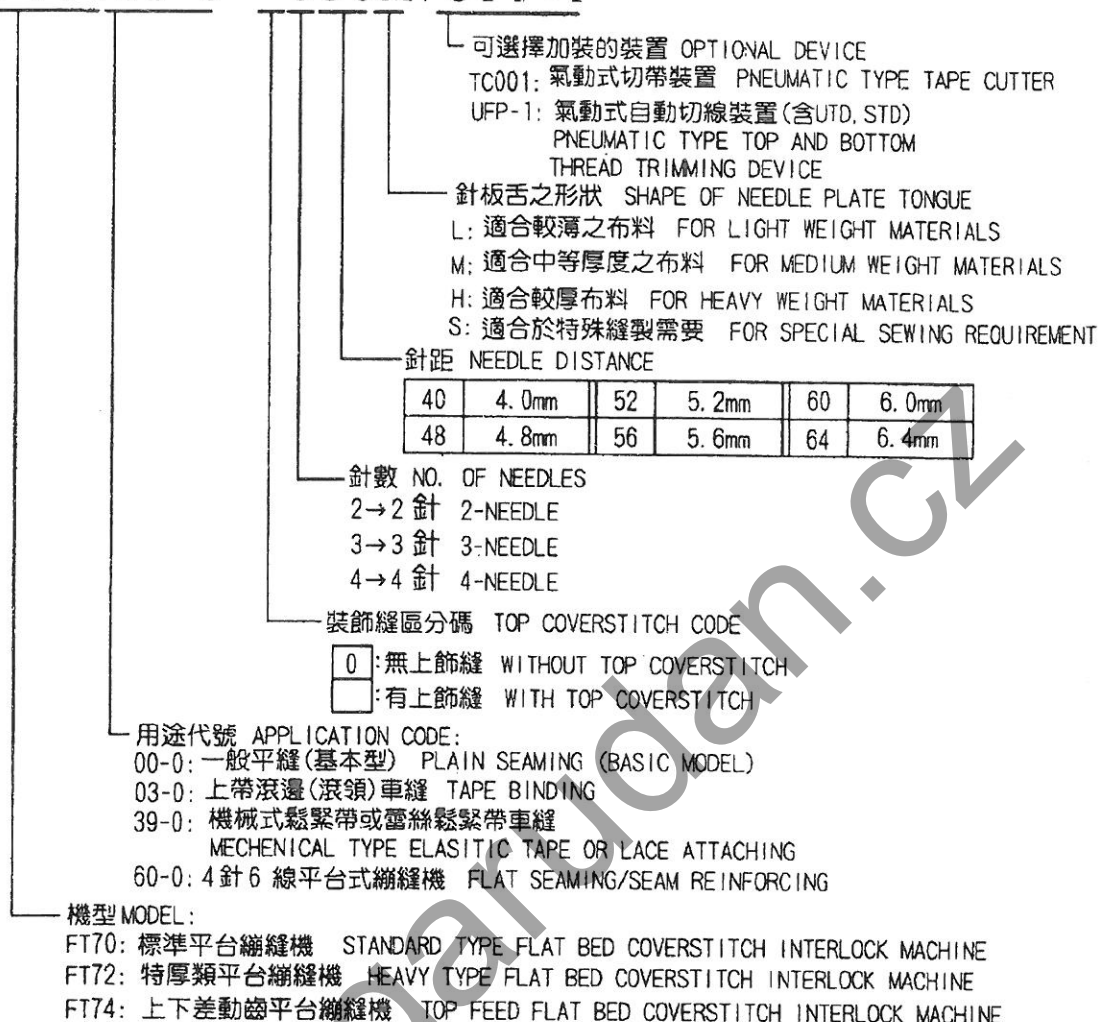 可選擇加裝的裝置 OPTIONAL DEVICE
TC001: 氣動式切帶裝置 PNEUMATIC TYPE TAPE CUTTER
UFP-1: 氣動式自動切線裝置(含UTD, STD)
PNEUMATIC TYPE TOP AND BOTTOM
THREAD TRIMMING DEVICE
針板舌之形狀 SHAPE OF NEEDLE PLATE TONGUE
L: 適合較薄之布料 FOR LIGHT WEIGHT MATERIALS
M: 適合中等厚度之布料 FOR MEDIUM WEIGHT MATERIALS
H: 適合較厚布料 FOR HEAVY WEIGHT MATERIALS
S: 適合於特殊縫製需要 FOR SPECIAL SEWING REQUIREMENT
針距 NEEDLE DISTANCE
40 4.0mm 52 5.2mm 60 6.0mm
48 4.8mm 56 5.6mm 64 6.4mm
針數 NO. OF NEEDLES
2→2 針 2-NEEDLE
3→3 針 3-NEEDLE
4→4 針 4-NEEDLE
裝飾縫區分碼 TOP COVERSTITCH CODE
0 :無上飾縫 WITHOUT TOP COVERSTITCH
:有上飾縫 WITH TOP COVERSTITCH
用途代號 APPLICATION CODE:
00-0: 一般平縫(基本型) PLAIN SEAMING (BASIC MODEL)
03-0: 上帶滾邊(滾領)車縫 TAPE BINDING
39-0: 機械式鬆緊帶或蕾絲鬆緊帶車縫
MECHENICAL TYPE ELASITIC TAPE OR LACE ATTACHING
60-0: 4針6 線平台式繃縫機 FLAT SEAMING/SEAM REINFORCING
機型MODEL:
FT70: 標準平台繃縫機 STANDARD TYPE FLAT BED COVERSTITCH INTERLOCK MACHINE
FT72: 特厚類平台繃縫機 HEAVY TYPE FLAT BED COVERSTITCH INTERLOCK MACHINE
FT74: 上下差動齒平台繃縫機 TOP FEED FLAT BED COVERSTITCH INTERLOCK MACHINE
garudan.cz